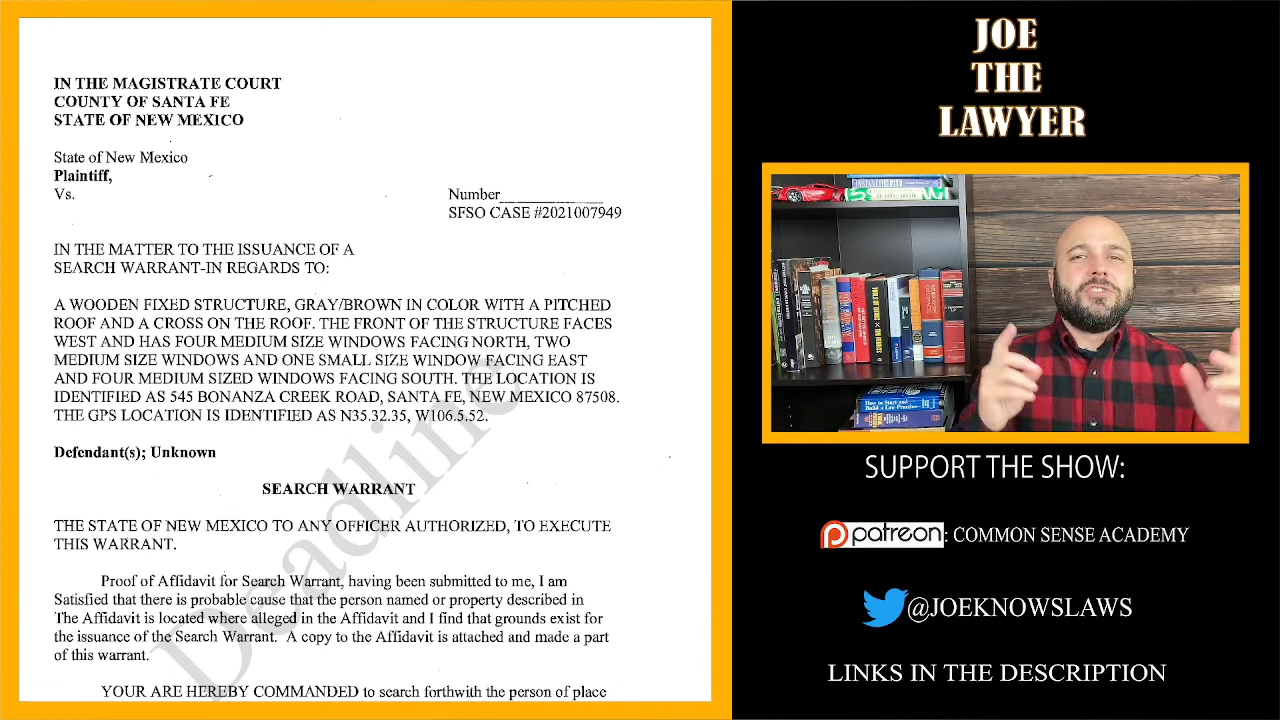 IN THE MAGISTRATE COURT
COUNTY OF SANTA FE
STATE OF NEW MEXICO
State of New Mexico
Plaintiff,
Vs.
Number____________
SFSO CASE #2021007949
IN THE MATTER TO THE ISSUANCE OF A
SEARCH WARRANT-IN REGARDS TO:
A WOODEN FIXED STRUCTURE, GRAY/BROWN IN COLOR WITH A PITCHED
ROOF AND A CROSS ON THE ROOF. THE FRONT OF THE STRUCTURE FACES
WEST AND HAS FOUR MEDIUM SIZE WINDOWS FACING NORTH, TWO
MEDIUM SIZE WINDOWS AND ONE SMALL SIZE WINDOW FACING EAST
AND FOUR MEDIUM SIZED WINDOWS FACING SOUTH. THE LOCATION IS
IDENTIFIED AS 545 BONANZA CREEK ROAD, SANTA FE, NEW MEXICO 87508.
THE GPS LOCATION IS IDENTIFIED AS N35.32.35, W106.5.52.
Defendant(s); Unknown
SEARCH WARRANT
THE STATE OF NEW MEXICO TO ANY OFFICER AUTHORIZED, TO EXECUTE
THIS WARRANT.
Proof of Affidavit for Search Warrant, having been submitted to me, I am
Satisfied that there is probable cause that the person named or property described in
The Affidavit is located where alleged in the Affidavit and I find that grounds exist for
the issuance of the Search Warrant. A copy to the Affidavit is attached and made a part
of this warrant.
YOUR ARE HEREBY COMMANDED to search forthwith the person of place
Deadline
JOE
THE
LAWYER
How to Start and
Build a Law Practice
SUPPORT THE SHOW:
patreon: COMMON SENSE ACADEMY
@JOEKNOWSLAWS
LINKS IN THE DESCRIPTION